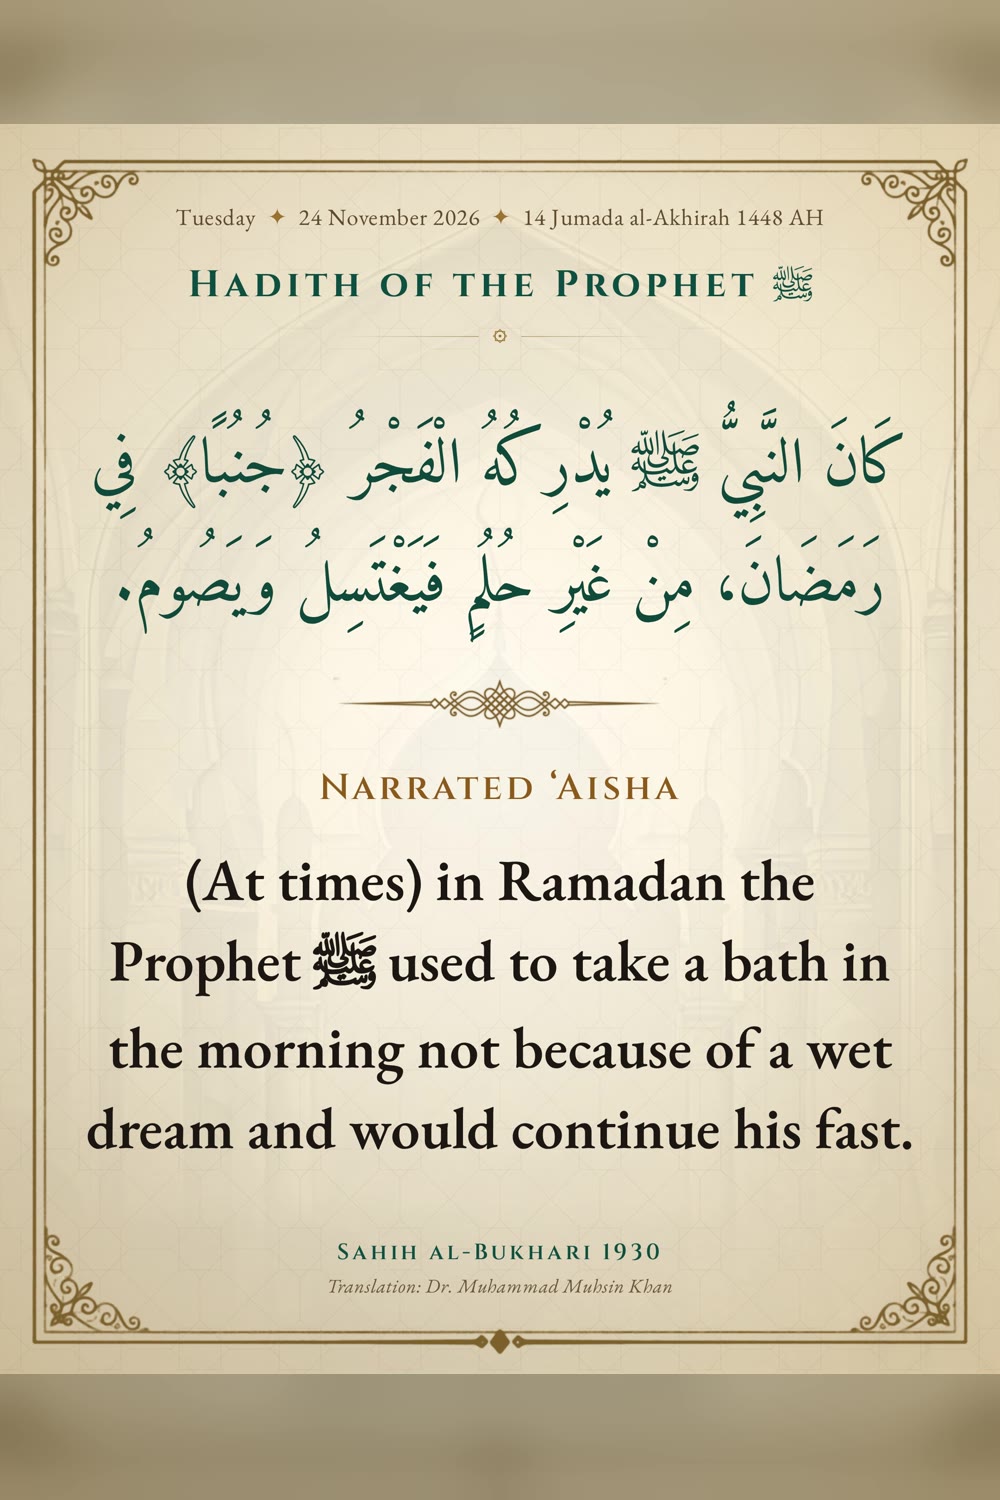 Tuesday ✦ 24 November 2026 ✦ 14 Jumada al-Akhirah 1448 AH
HADITH OF THE PROPHET ﷺ
كَانَ النَّبِيُّ ﷺ يُدْرِكُهُ الْفَجْرُ ﴿جُنُبًا﴾ فِي
رَمَضَانَ، مِنْ غَيْرِ حُلُمٍ فَيَغْتَسِلُ وَيَصُومُ.
NARRATED ‘AISHA
(At times) in Ramadan the
Prophet ﷺ used to take a bath in
the morning not because of a wet
dream and would continue his fast.
SAHIH AL-BUKHARI 1930
Translation: Dr. Muhammad Muhsin Khan